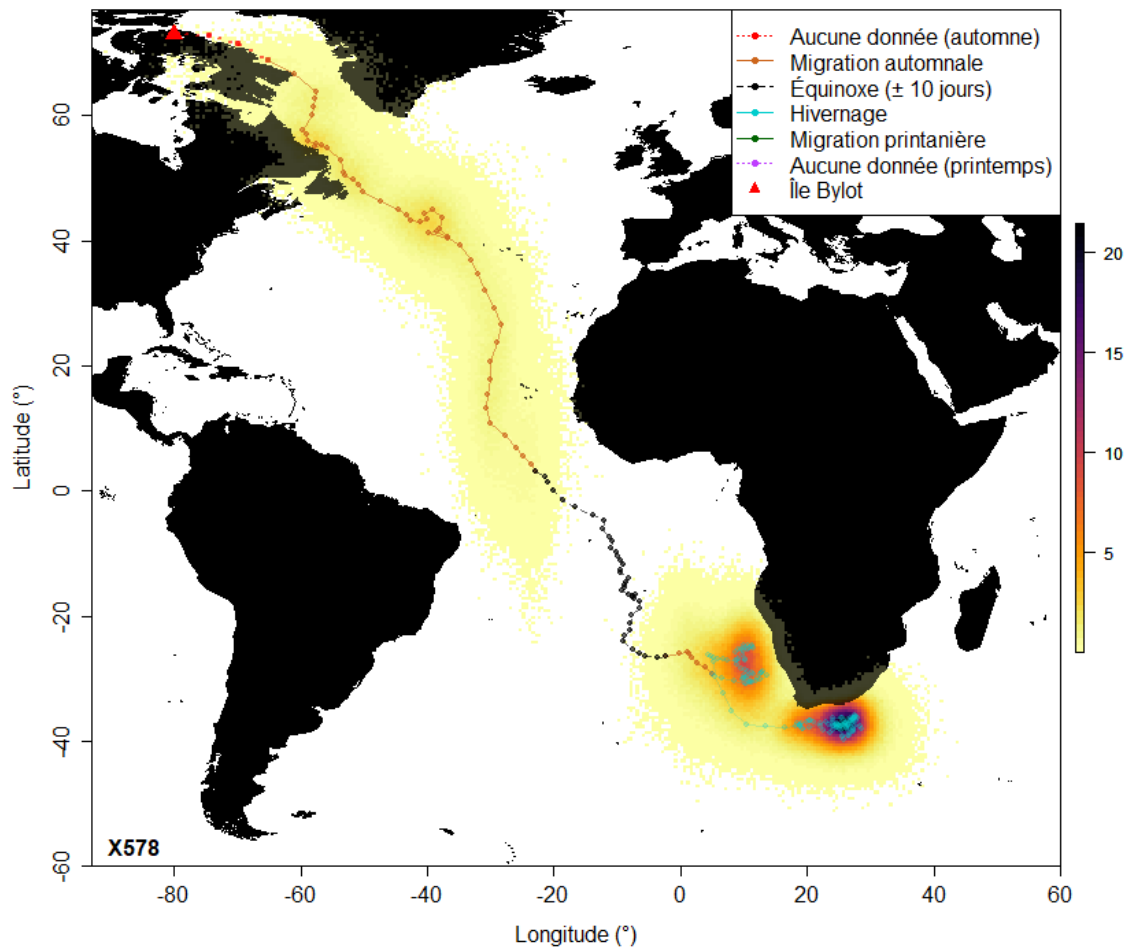 Aucune donnée (automne)
Migration automnale
Équinoxe (± 10 jours)
Hivernage
Migration printanière
Aucune donnée (printemps)
Île Bylot
60
40
20
0
-20
-40
-60
Latitude (°)
20
15
10
5
X578
-80
-60
-40
-20
0
20
40
60
Longitude (°)